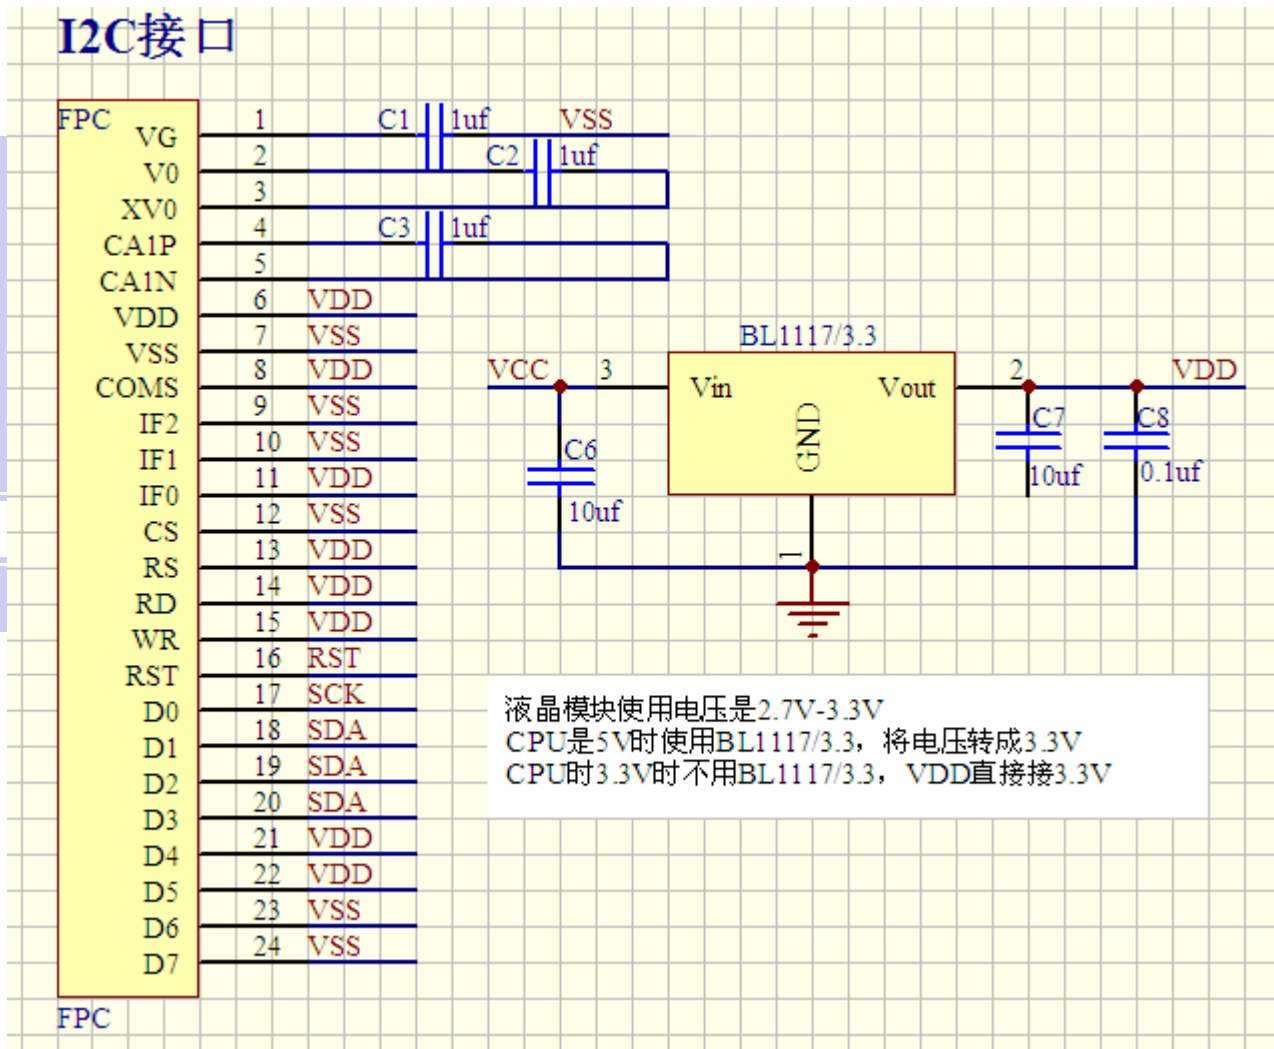 I2C接口
FPC
VG 1 C1 1uf VSS
V0 2 C2 1uf
XV0 3
CA1P 4 C3 1uf
CA1N 5
VDD 6 VDD
VSS 7 VSS
COMS 8 VDD
IF2 9 VSS
IF1 10 VSS
IF0 11 VDD
CS 12 VSS
RS 13 VDD
RD 14 VDD
WR 15 VDD
RST 16 RST
D0 17 SCK
D1 18 SDA
D2 19 SDA
D3 20 SDA
D4 21 VDD
D5 22 VDD
D6 23 VSS
D7 24 VSS
FPC
BL1117/3.3
VCC 3 Vin Vout 2 VDD
GND
1
C6
10uf
C7
10uf
C8
0.1uf
液晶模块使用电压是2.7V-3.3V
CPU是5V时使用BL1117/3.3，将电压转成3.3V
CPU时3.3V时不用BL1117/3.3，VDD直接接3.3V